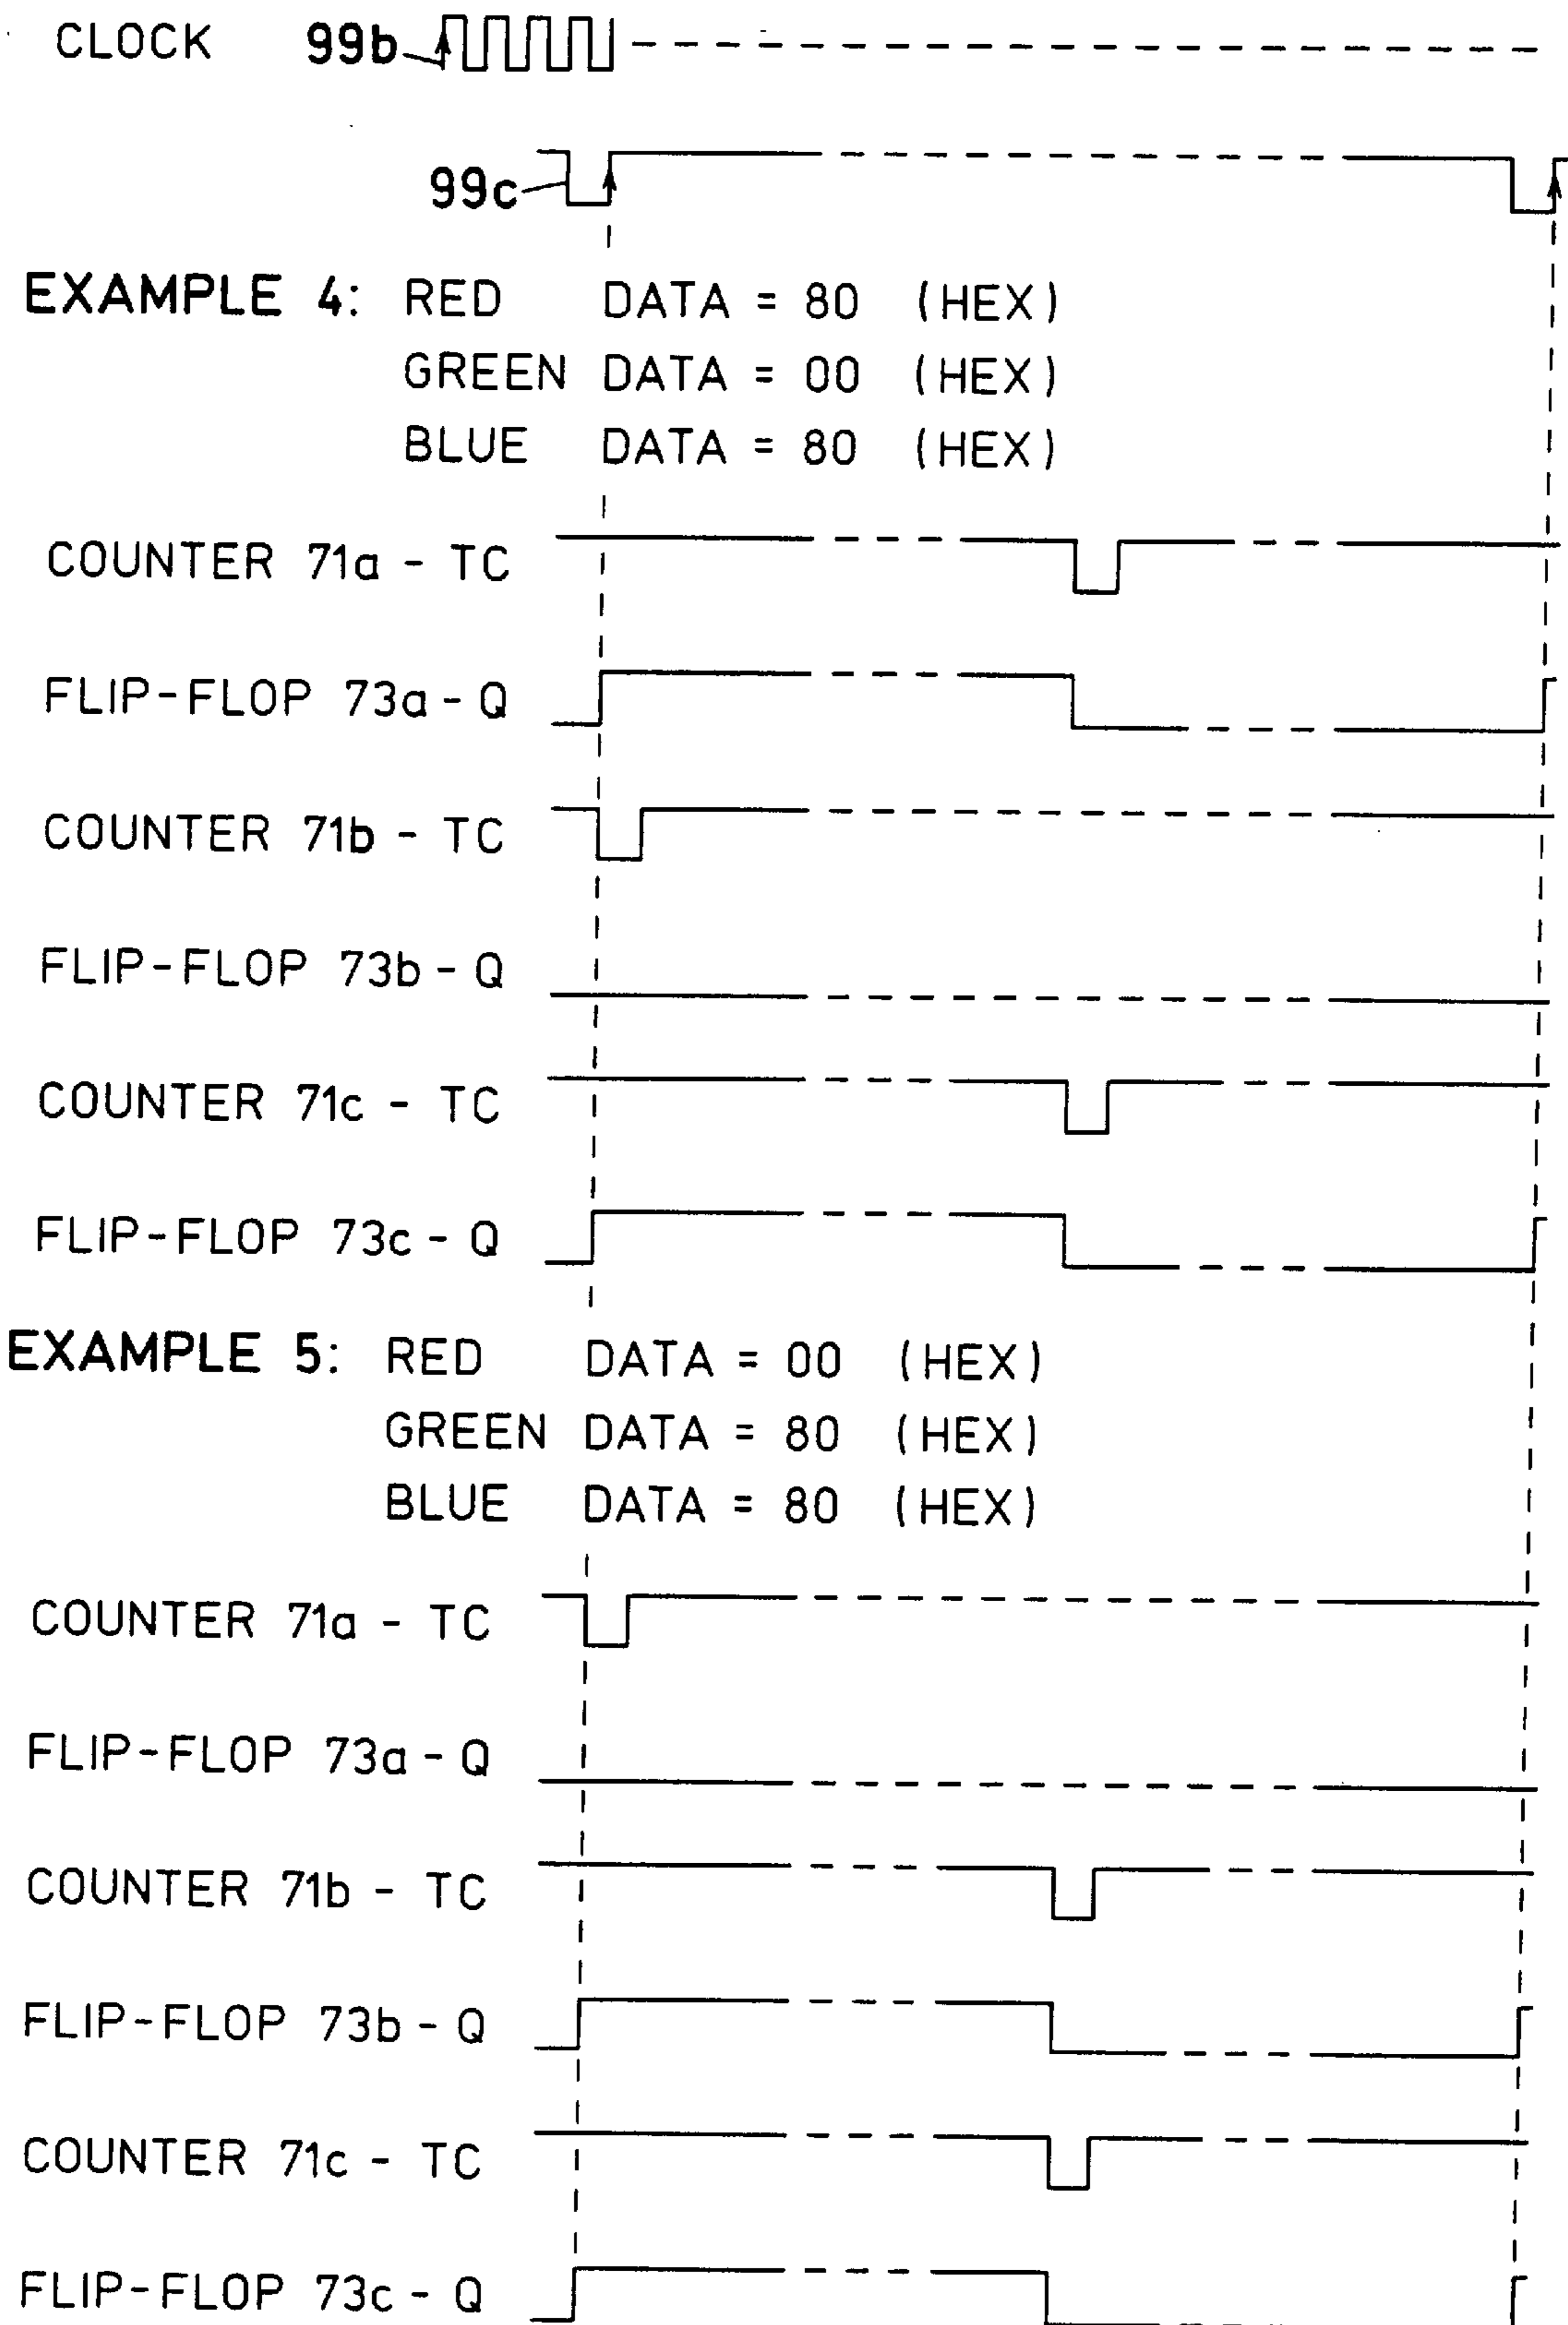 CLOCK 99b
99c
EXAMPLE 4: RED DATA = 80 (HEX)
GREEN DATA = 00 (HEX)
BLUE DATA = 80 (HEX)
COUNTER 71a - TC
FLIP-FLOP 73a - Q
COUNTER 71b - TC
FLIP-FLOP 73b - Q
COUNTER 71c - TC
FLIP-FLOP 73c - Q
EXAMPLE 5: RED DATA = 00 (HEX)
GREEN DATA = 80 (HEX)
BLUE DATA = 80 (HEX)
COUNTER 71a - TC
FLIP-FLOP 73a - Q
COUNTER 71b - TC
FLIP-FLOP 73b - Q
COUNTER 71c - TC
FLIP-FLOP 73c - Q